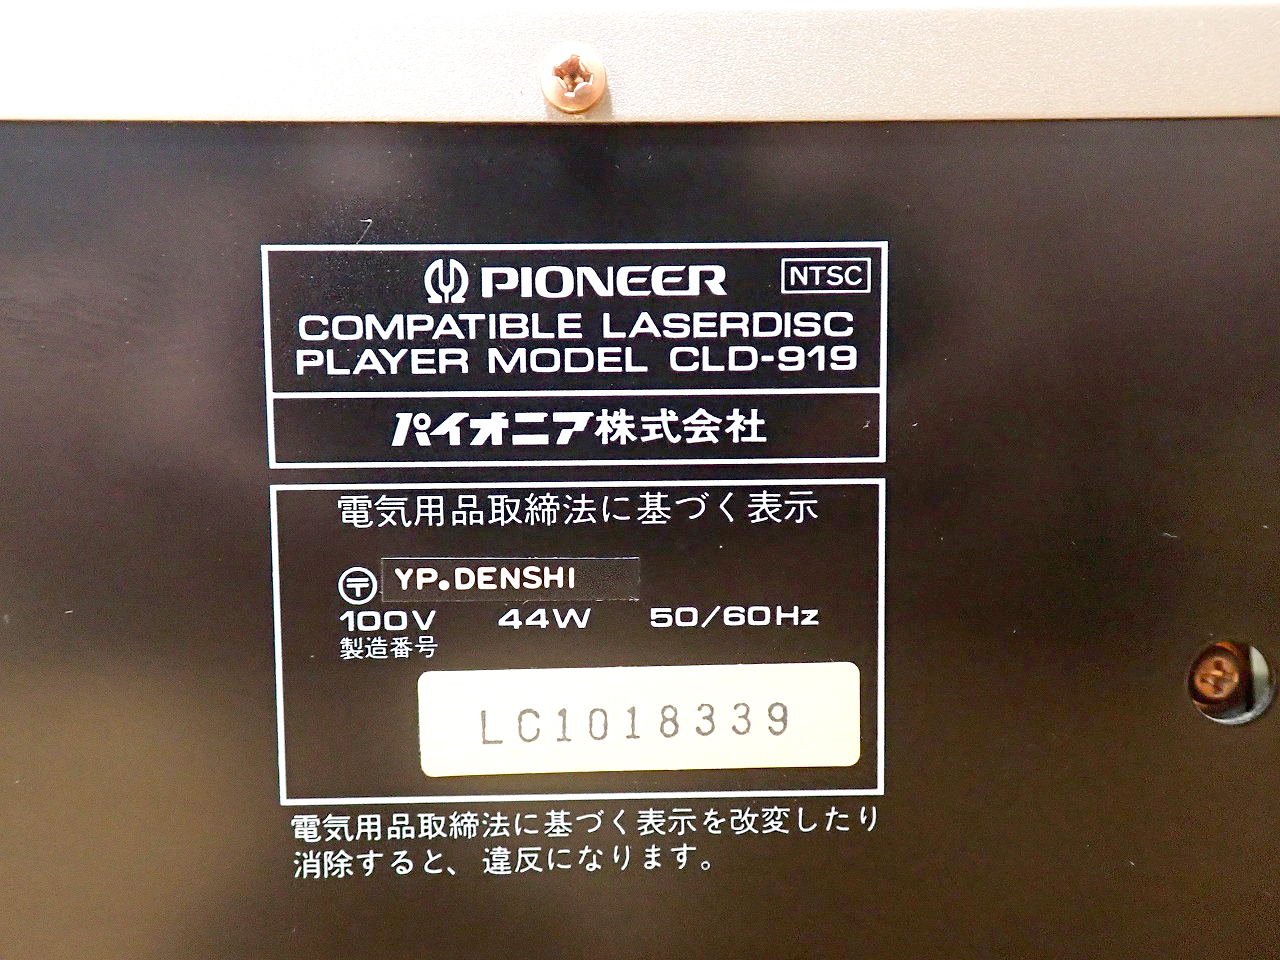 PIONEER NTSC
COMPATIBLE LASERDISC
PLAYER MODEL CLD-919
パイオニア株式会社
電気用品取締法に基づく表示
〶 YP.DENSHI
100V 44W 50/60Hz
製造番号
LC1018339
電気用品取締法に基づく表示を改変したり
消除すると、違反になります。